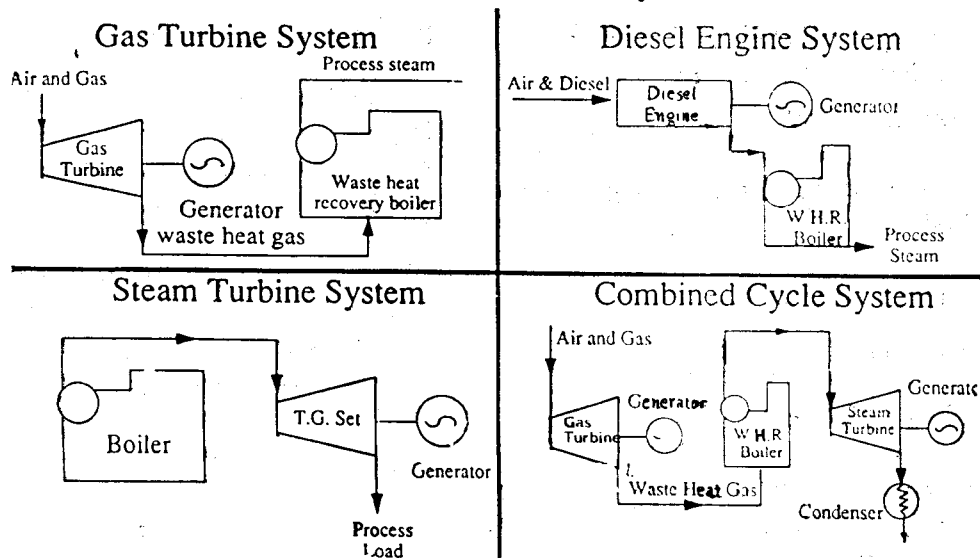 Gas Turbine System
Air and Gas
Process steam
Gas
Turbine
Generator
waste heat gas
Waste heat
recovery boiler
Diesel Engine System
Air & Diesel
Diesel
Engine
Generator
W H.R.
Boiler
Process
Steam
Steam Turbine System
Boiler
T.G. Set
Generator
Process
Load
Combined Cycle System
Air and Gas
Gas
Turbine
Generator
Waste Heat Gas
W H.R
Boiler
Steam
Turbine
Generat
Condenser